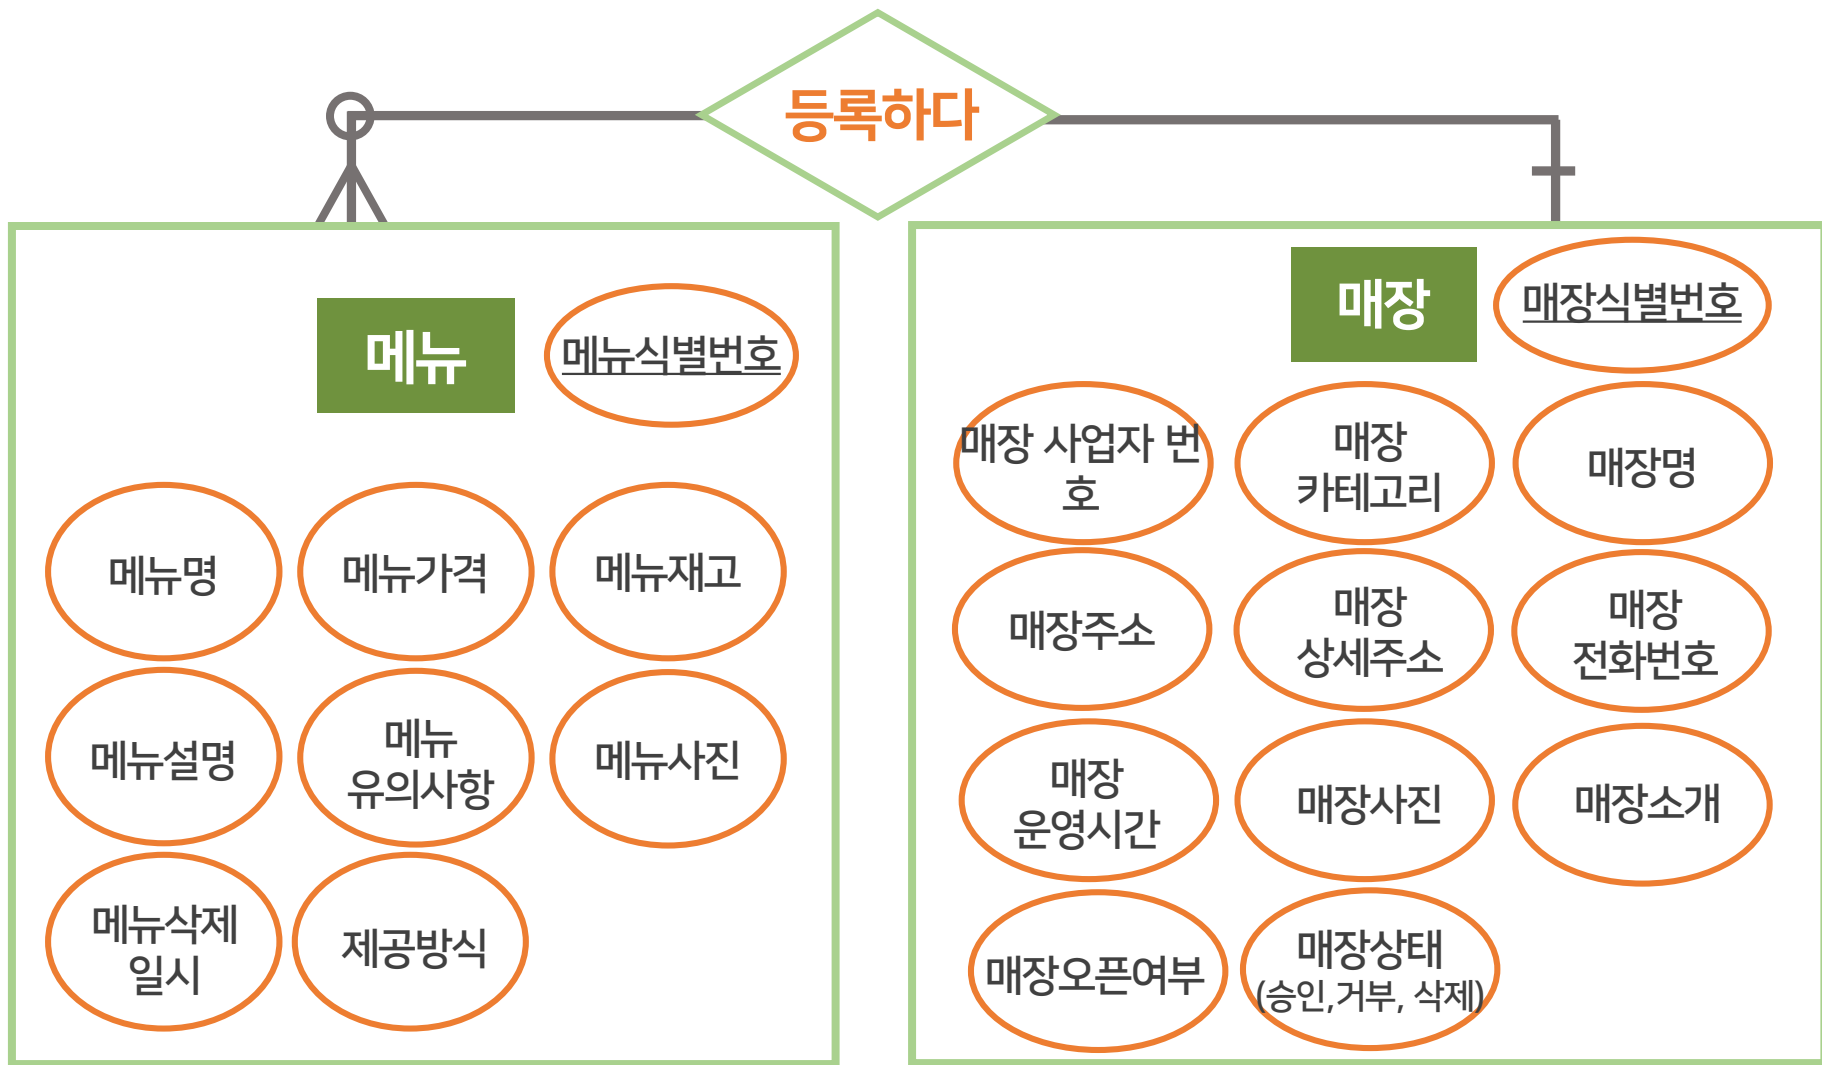 등록하다
메뉴
메뉴식별번호
메뉴명
메뉴가격
메뉴재고
메뉴설명
메뉴
유의사항
메뉴사진
메뉴삭제
일시
제공방식
매장
매장식별번호
매장 사업자 번
호
매장
카테고리
매장명
매장주소
매장
상세주소
매장
전화번호
매장
운영시간
매장사진
매장소개
매장오픈여부
매장상태
(승인,거부, 삭제)